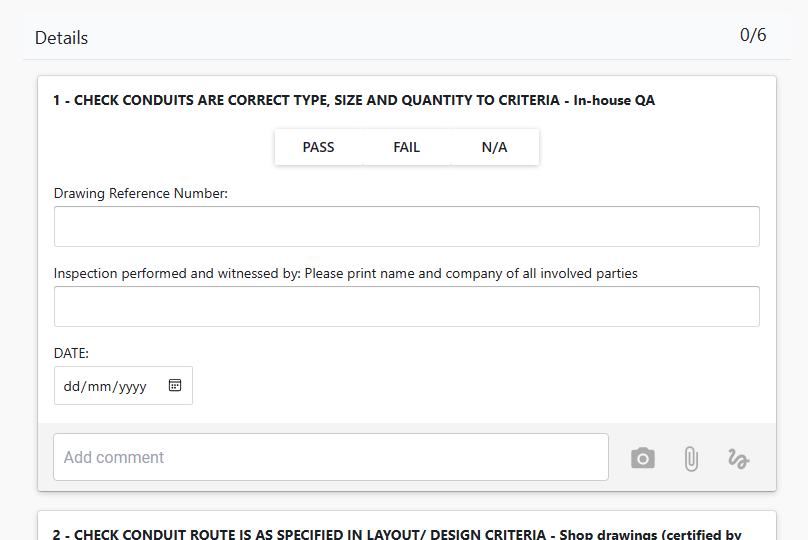 Details
0/6
1 - CHECK CONDUITS ARE CORRECT TYPE, SIZE AND QUANTITY TO CRITERIA - In-house QA
PASS FAIL N/A
Drawing Reference Number:
Inspection performed and witnessed by: Please print name and company of all involved parties
DATE:
dd/mm/yyyy
Add comment
2 - CHECK CONDUIT ROUTE IS AS SPECIFIED IN LAYOUT/ DESIGN CRITERIA - Shop drawings (certified by